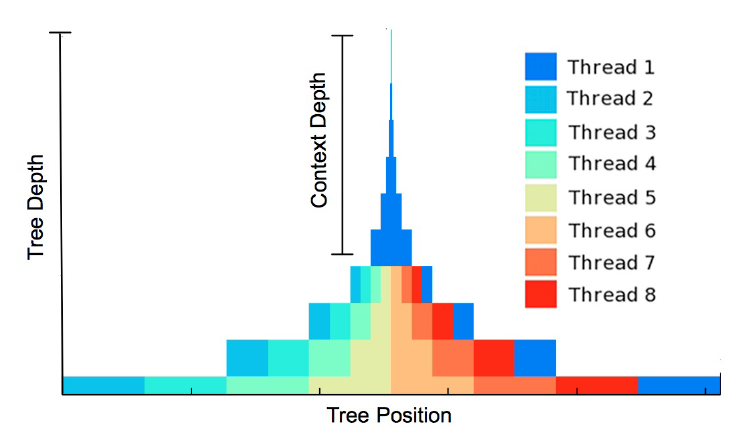 Tree Depth
Context Depth
Thread 1
Thread 2
Thread 3
Thread 4
Thread 5
Thread 6
Thread 7
Thread 8
Tree Position